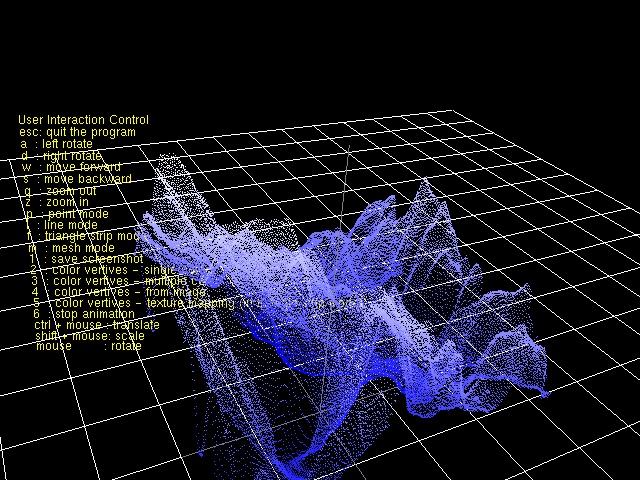 User Interaction Control
esc: quit the program
a : left rotate
d : right rotate
w : move forward
s : move backward
q : zoom out
z : zoom in
p : point mode
l : line mode
: triangle strip mod
m : mesh mode
1 : save screenshot
2 : color vertives - single
3 : color vertives - multiple c
4 : color vertives - from image
5 : color vertives - texture mapping
6 : stop animation
ctrl + mouse : translate
shift + mouse: scale
mouse : rotate